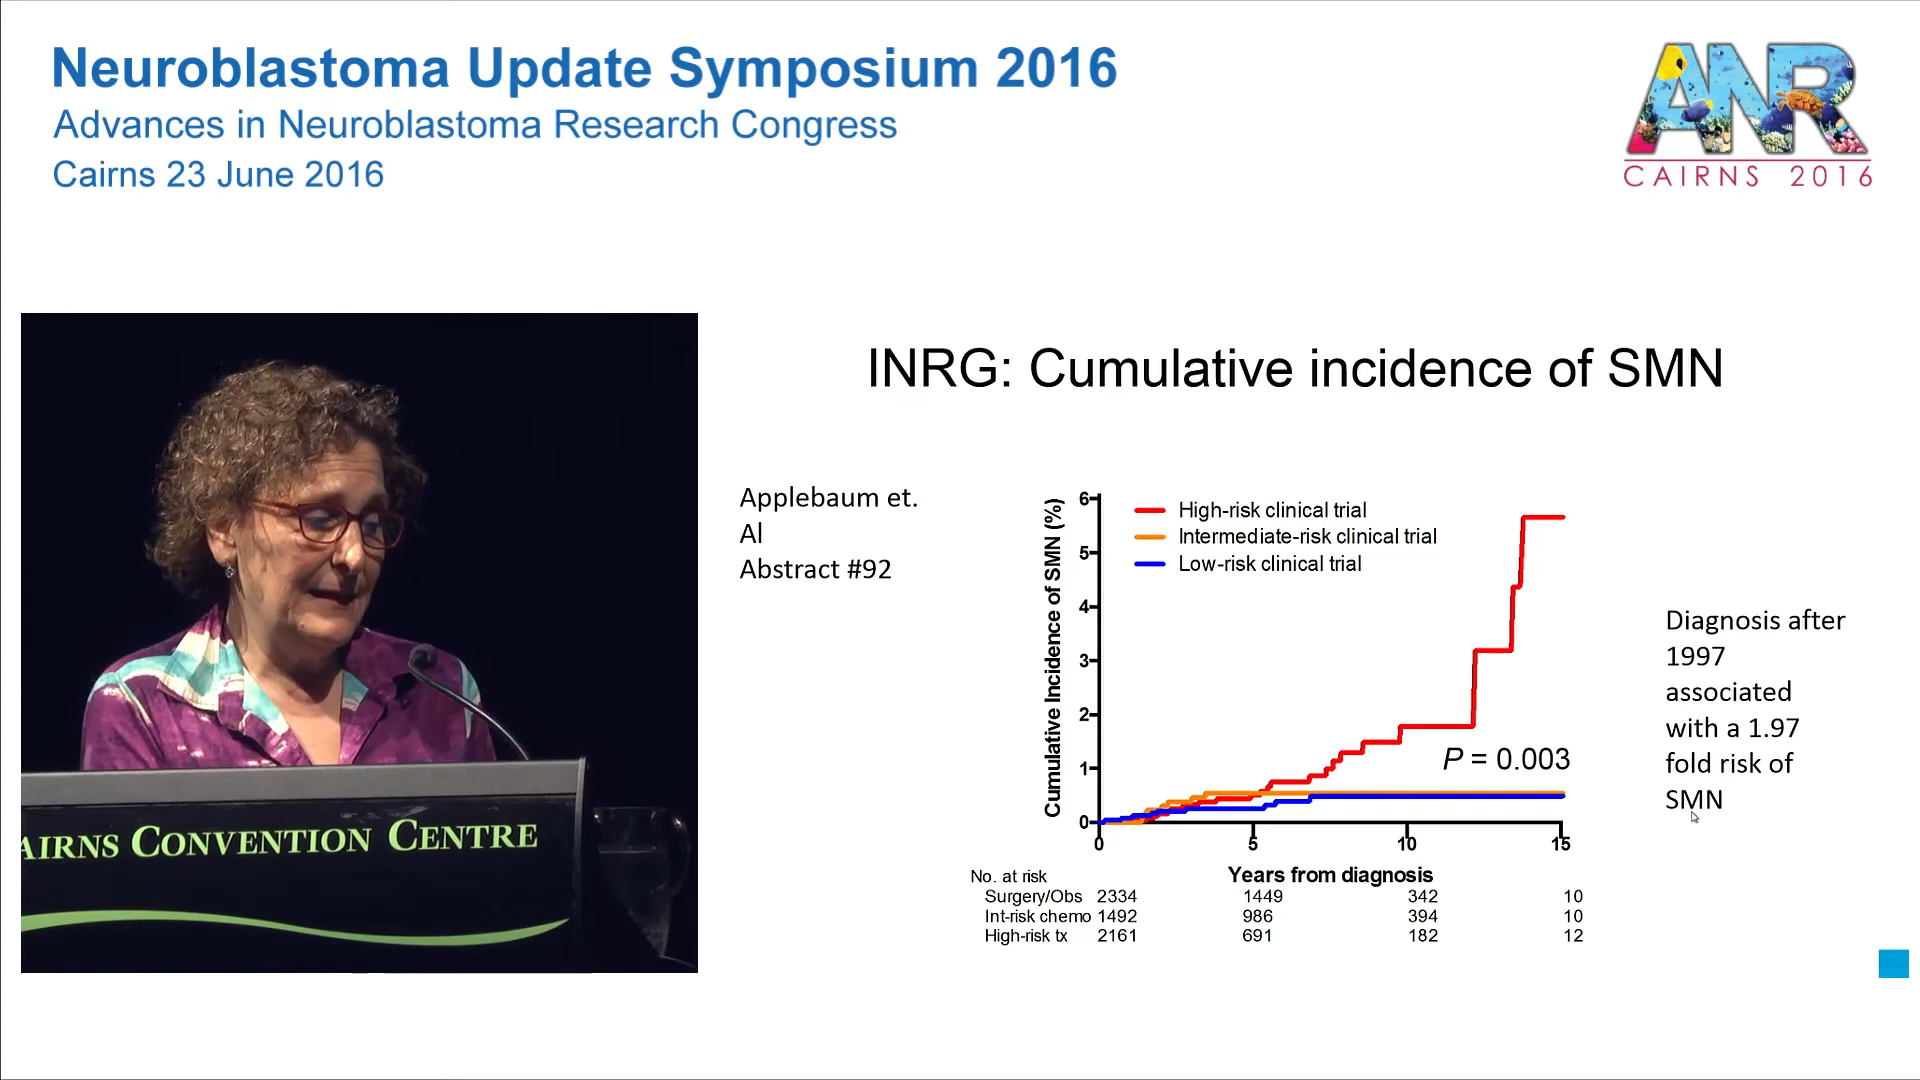 Neuroblastoma Update Symposium 2016
Advances in Neuroblastoma Research Congress
Cairns 23 June 2016
ANR
CAIRNS 2016
AIRNS CONVENTION CENTRE
INRG: Cumulative incidence of SMN
Applebaum et.
Al
Abstract #92
Cumulative Incidence of SMN (%)
6
5
4
3
2
1
0
High-risk clinical trial
Intermediate-risk clinical trial
Low-risk clinical trial
P = 0.003
0 5 10 15
Years from diagnosis
No. at risk
Surgery/Obs 2334 1449 342 10
Int-risk chemo 1492 986 394 10
High-risk tx 2161 691 182 12
Diagnosis after
1997
associated
with a 1.97
fold risk of
SMN